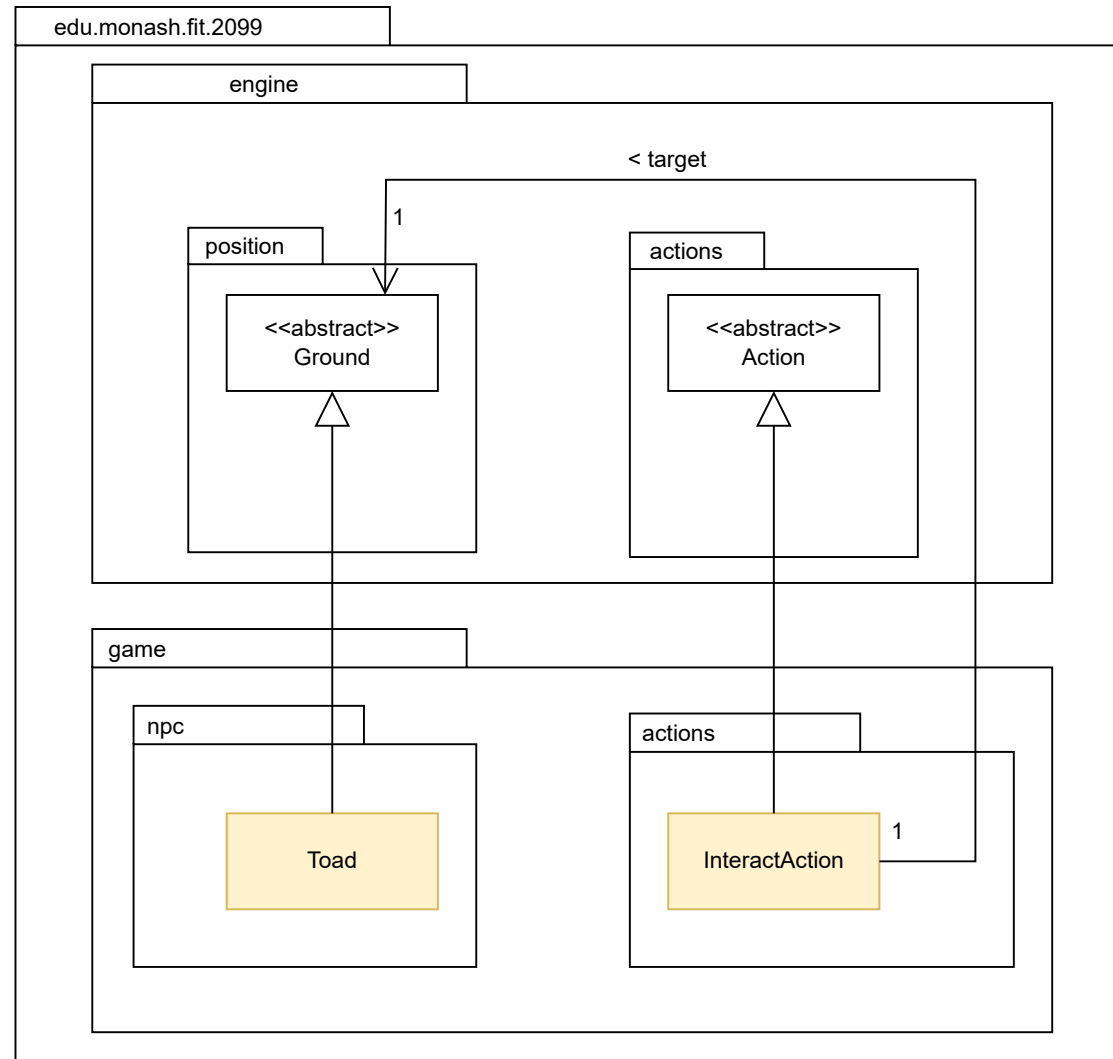 edu.monash.fit.2099
engine
< target
1
position
actions
<<abstract>>
Ground
<<abstract>>
Action
game
npc
actions
Toad
InteractAction
1